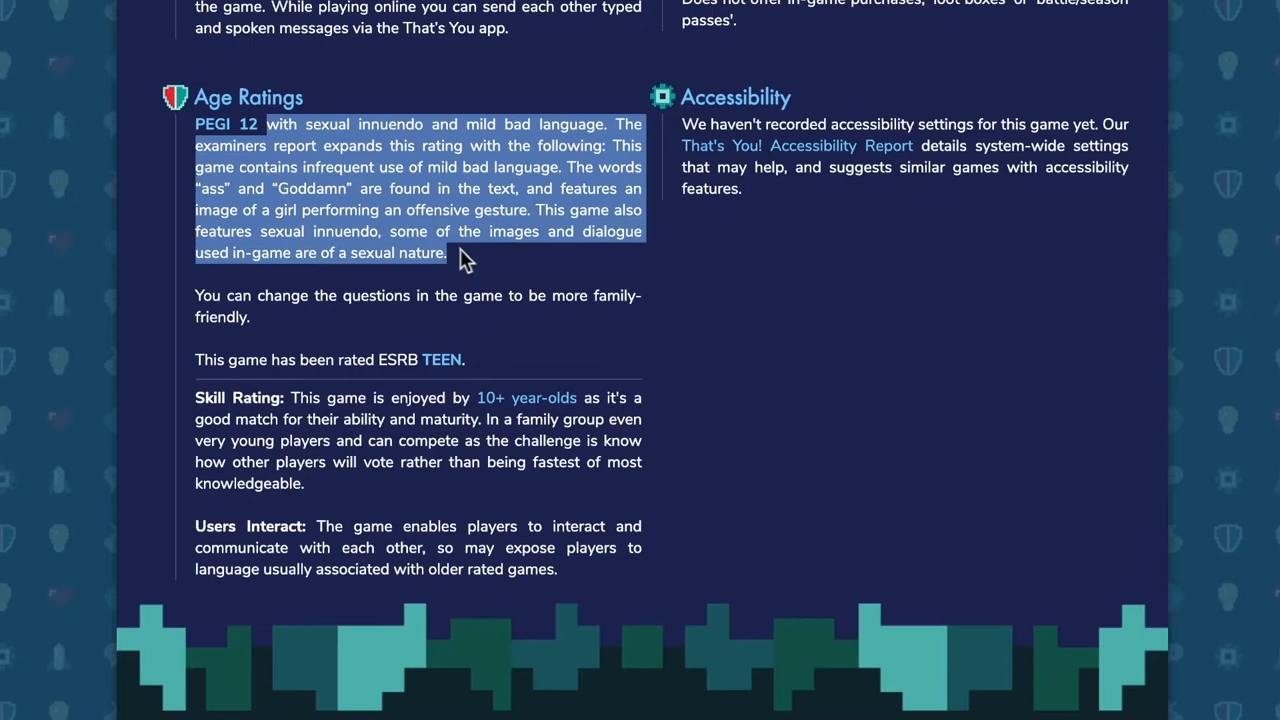 the game. While playing online you can send each other typed
and spoken messages via the That's You app.
Does not offer in-game purchases, 'loot boxes' or 'battle/season
passes'.
Age Ratings
PEGI 12 with sexual innuendo and mild bad language. The
examiners report expands this rating with the following: This
game contains infrequent use of mild bad language. The words
“ass” and “Goddamn” are found in the text, and features an
image of a girl performing an offensive gesture. This game also
features sexual innuendo, some of the images and dialogue
used in-game are of a sexual nature.
You can change the questions in the game to be more family-
friendly.
This game has been rated ESRB TEEN.
Skill Rating: This game is enjoyed by 10+ year-olds as it's a
good match for their ability and maturity. In a family group even
very young players and can compete as the challenge is know
how other players will vote rather than being fastest of most
knowledgeable.
Users Interact: The game enables players to interact and
communicate with each other, so may expose players to
language usually associated with older rated games.
Accessibility
We haven't recorded accessibility settings for this game yet. Our
That's You! Accessibility Report details system-wide settings
that may help, and suggests similar games with accessibility
features.